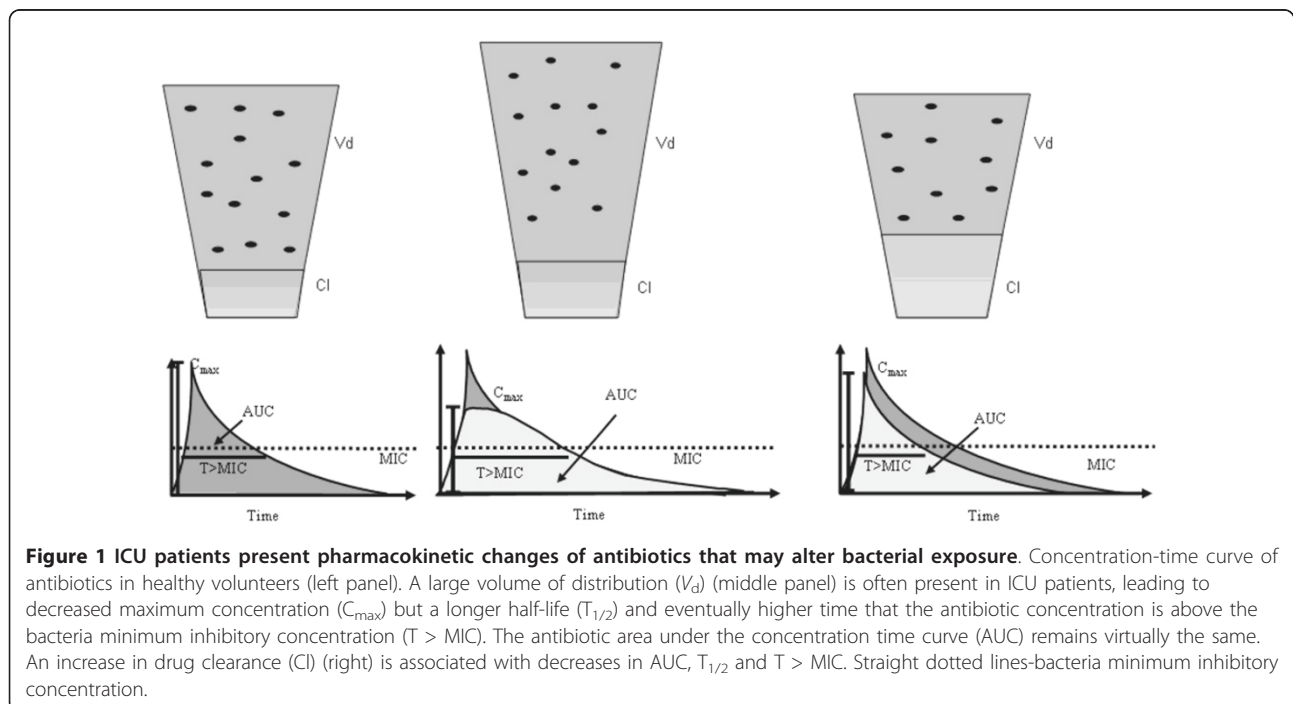 Vd
Cl
Vd
Cl
Vd
Cl
Cmax
AUC
T>MIC
MIC
Time
Cmax
AUC
T>MIC
MIC
Time
Cmax
AUC
T>MIC
MIC
Time
Figure 1 ICU patients present pharmacokinetic changes of antibiotics that may alter bacterial exposure. Concentration-time curve of
antibiotics in healthy volunteers (left panel). A large volume of distribution (Vd) (middle panel) is often present in ICU patients, leading to
decreased maximum concentration (Cmax) but a longer half-life (T1/2) and eventually higher time that the antibiotic concentration is above the
bacteria minimum inhibitory concentration (T > MIC). The antibiotic area under the concentration time curve (AUC) remains virtually the same.
An increase in drug clearance (Cl) (right) is associated with decreases in AUC, T1/2 and T > MIC. Straight dotted lines-bacteria minimum inhibitory
concentration.